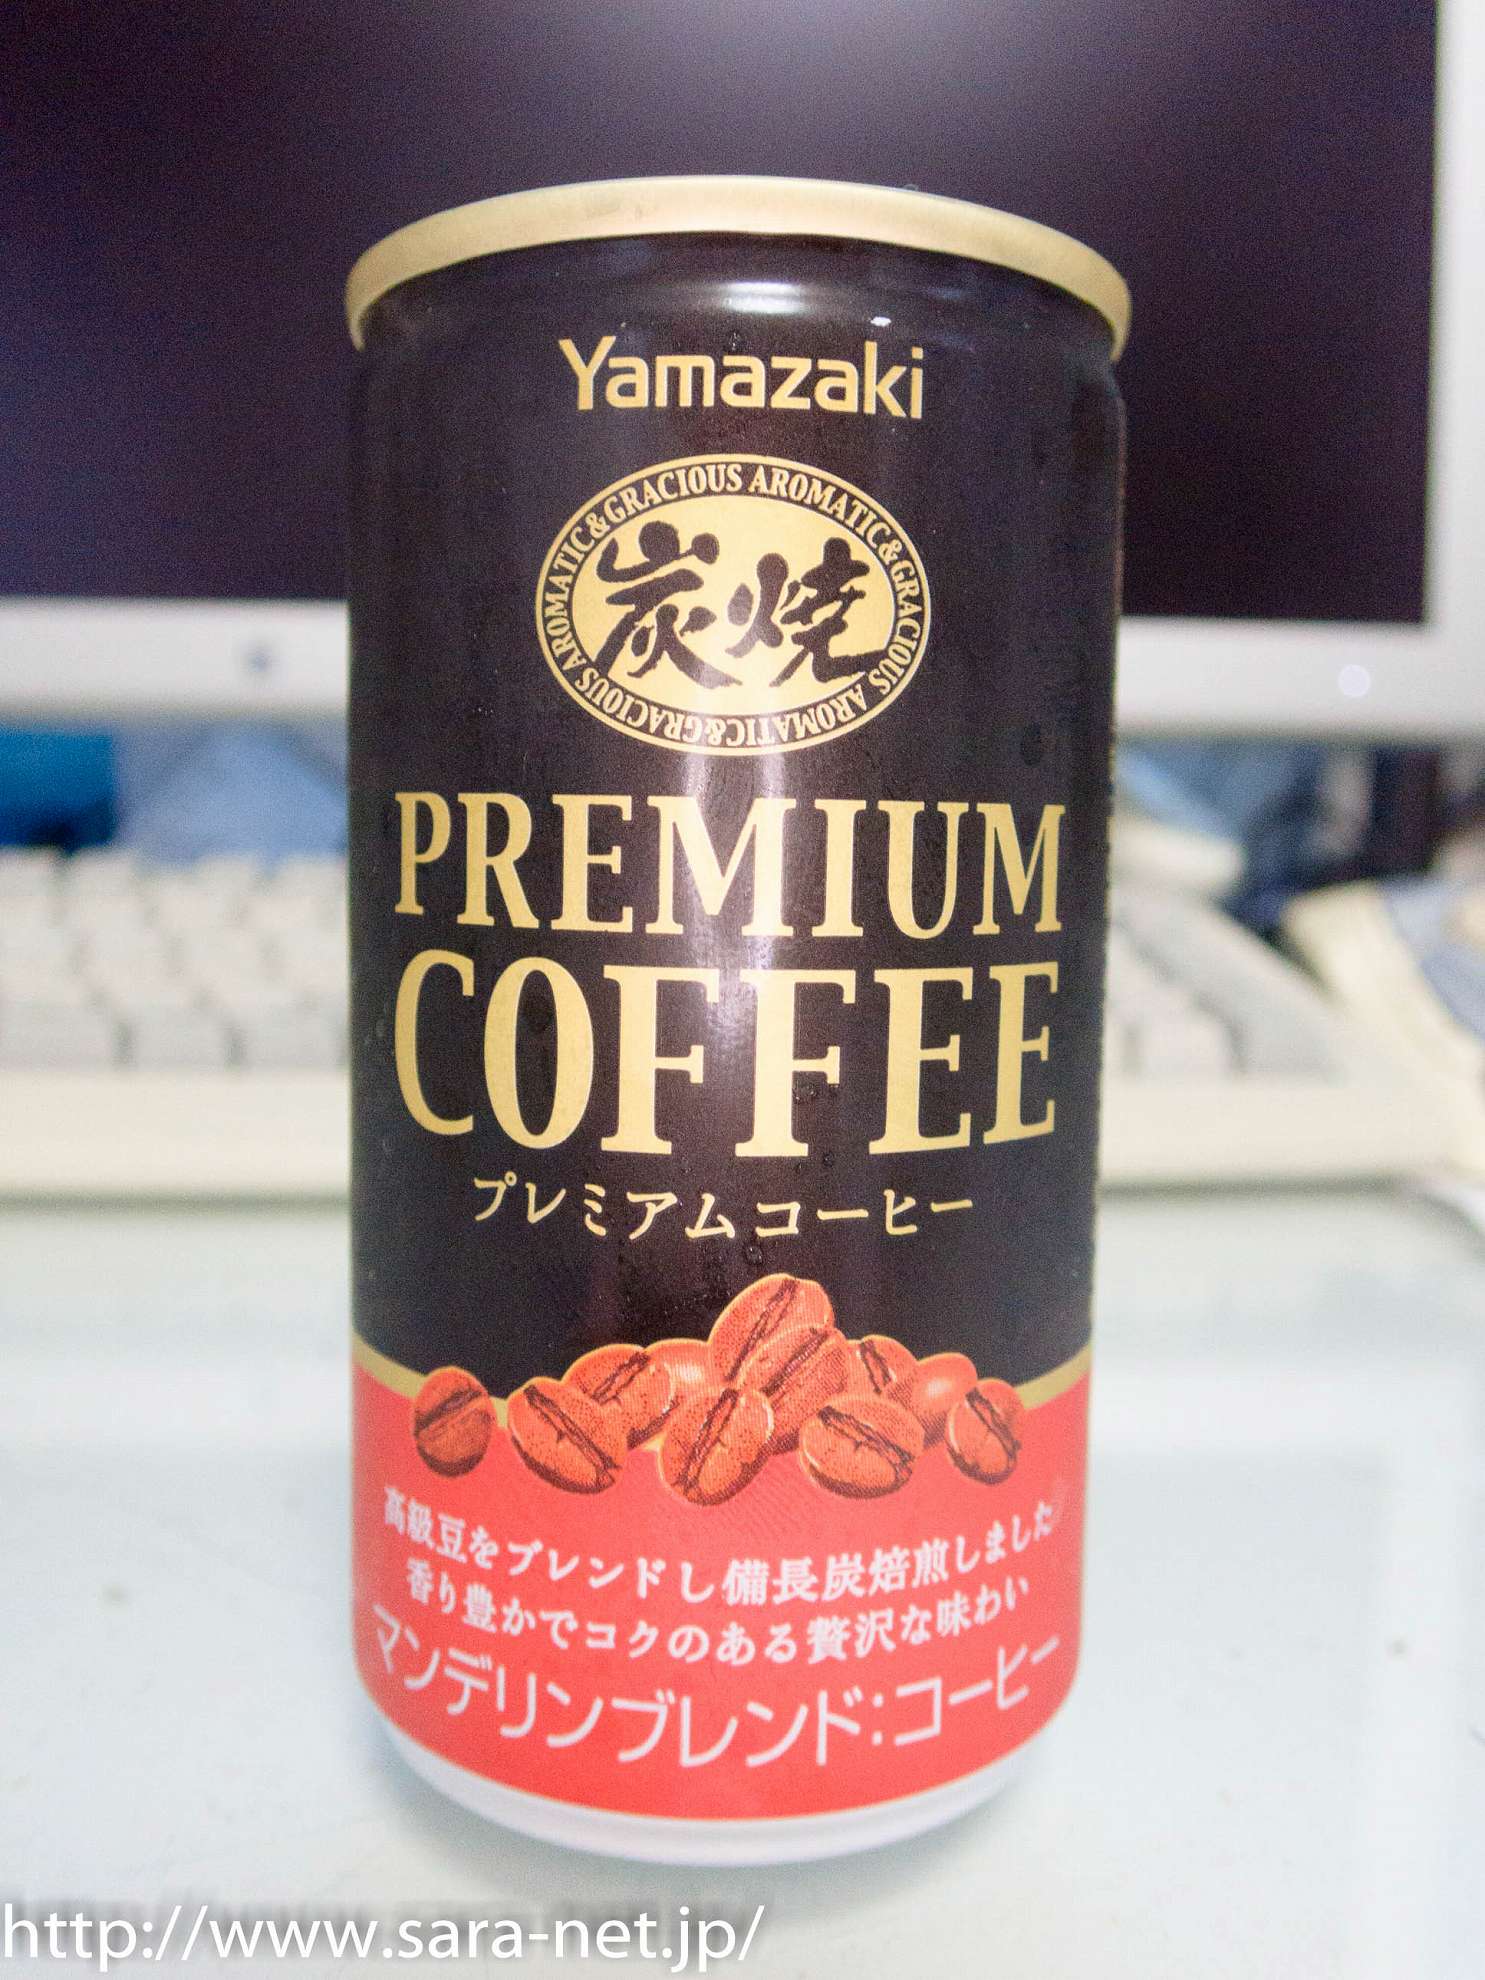 Yamazaki
AROMATIC&GRACIOUS AROMATIC&GRACIOUS AROMATIC&GRACIOUS
炭焼
PREMIUM
COFFEE
プレミアムコーヒー
高級豆をブレンドし備長炭焙煎しました
香り豊かでコクのある贅沢な味わい
マンデリンブレンド:コーヒー
http://www.sara-net.jp/